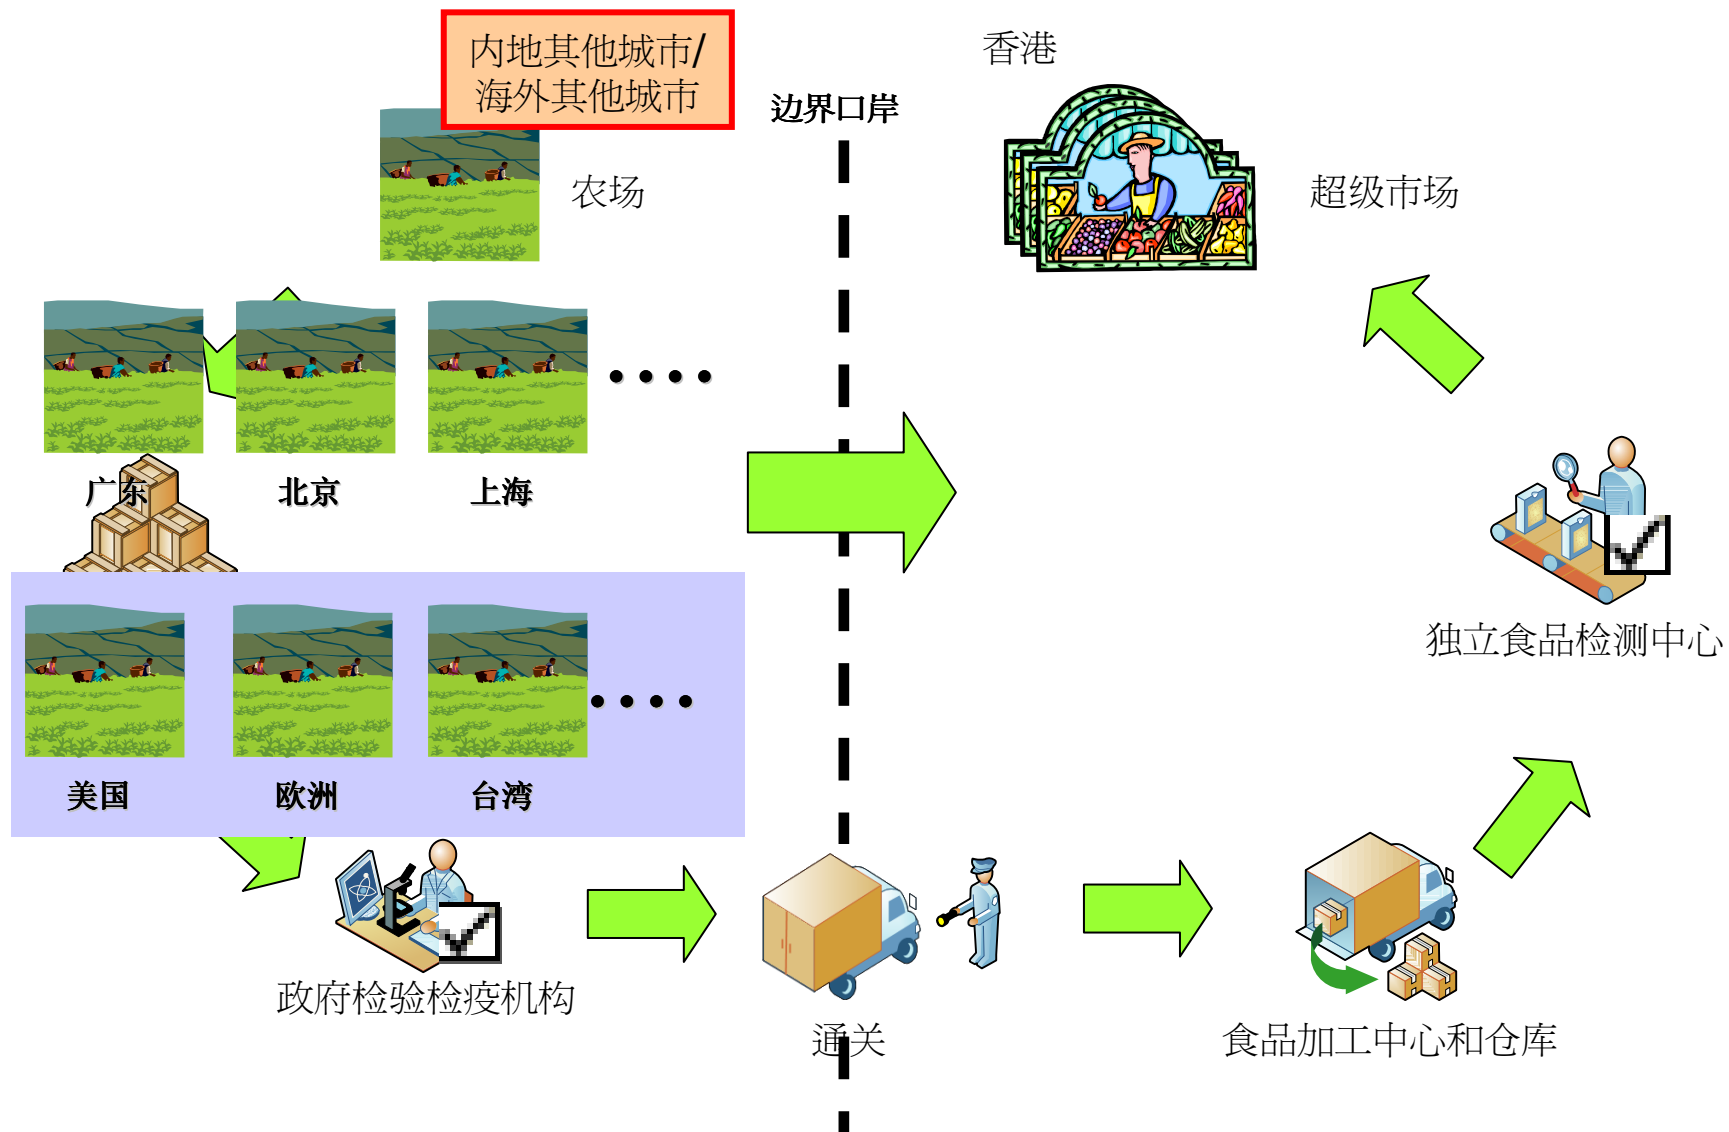 内地其他城市/
海外其他城市
香港
边界口岸
农场
超级市场
广东
北京
上海
独立食品检测中心
美国
欧洲
台湾
政府检验检疫机构
通关
食品加工中心和仓库